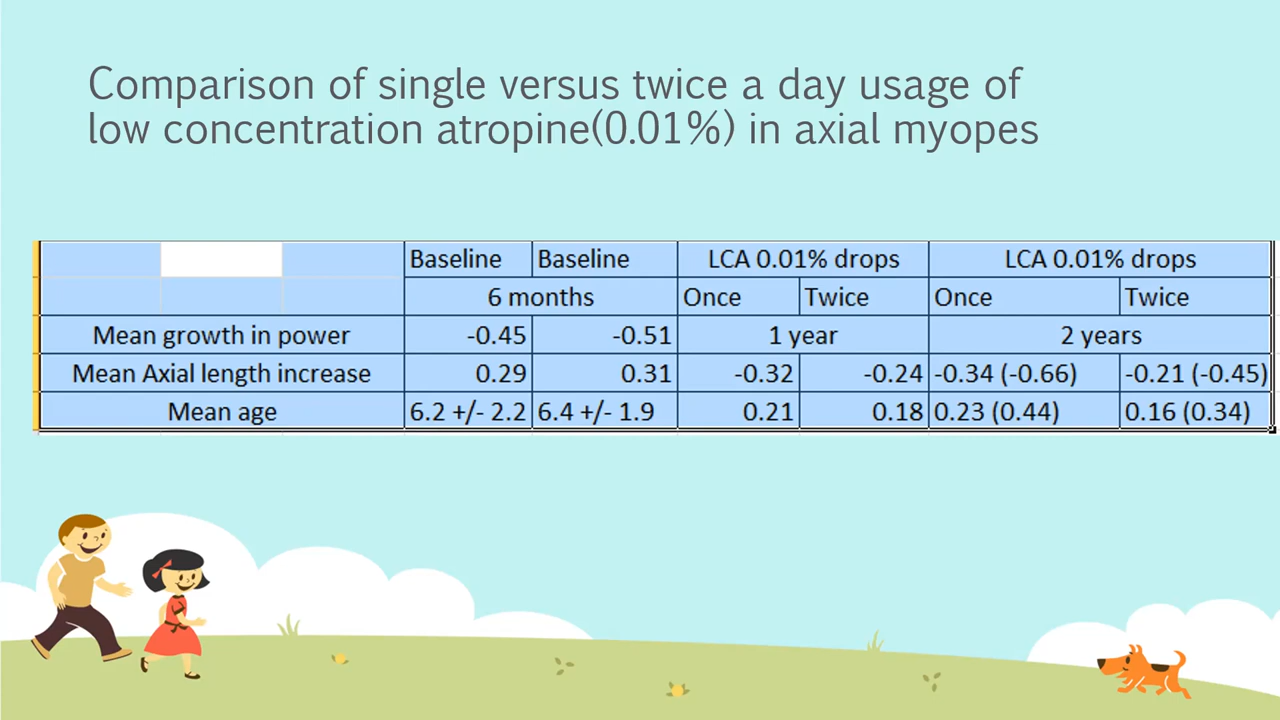 Comparison of single versus twice a day usage of
low concentration atropine(0.01%) in axial myopes
Baseline Baseline LCA 0.01% drops LCA 0.01% drops
6 months Once Twice Once Twice
Mean growth in power -0.45 -0.51 1 year 2 years
Mean Axial length increase 0.29 0.31 -0.32 -0.24 -0.34 (-0.66) -0.21 (-0.45)
Mean age 6.2 +/- 2.2 6.4 +/- 1.9 0.21 0.18 0.23 (0.44) 0.16 (0.34)